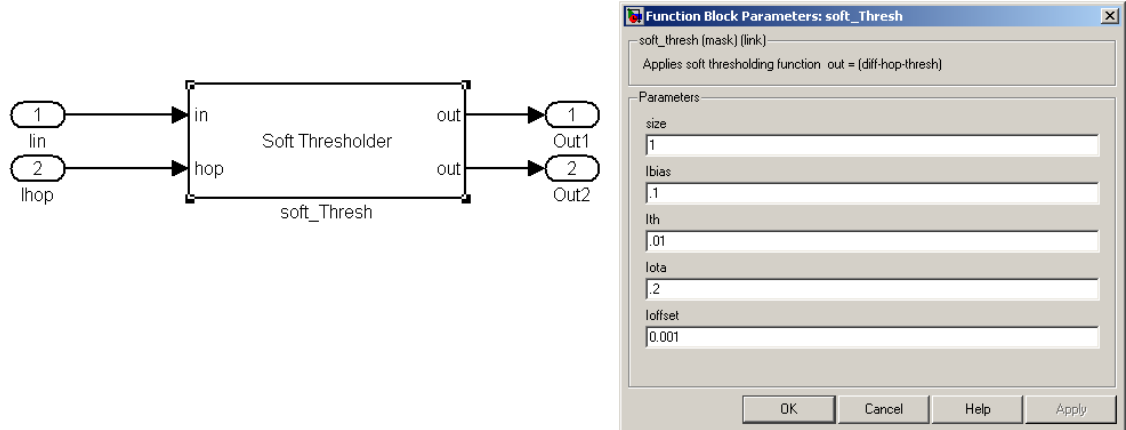 1
in
out
1
Iin
Soft Thresholder
Out1
2
hop
out
2
Ihop
Out2
soft_Thresh
Function Block Parameters: soft_Thresh
soft_thresh (mask) (link)
Applies soft thresholding function out = (diff-hop-thresh)
Parameters
size
1
Ibias
.1
Ith
.01
Iota
.2
Ioffset
0.001
OK
Cancel
Help
Apply